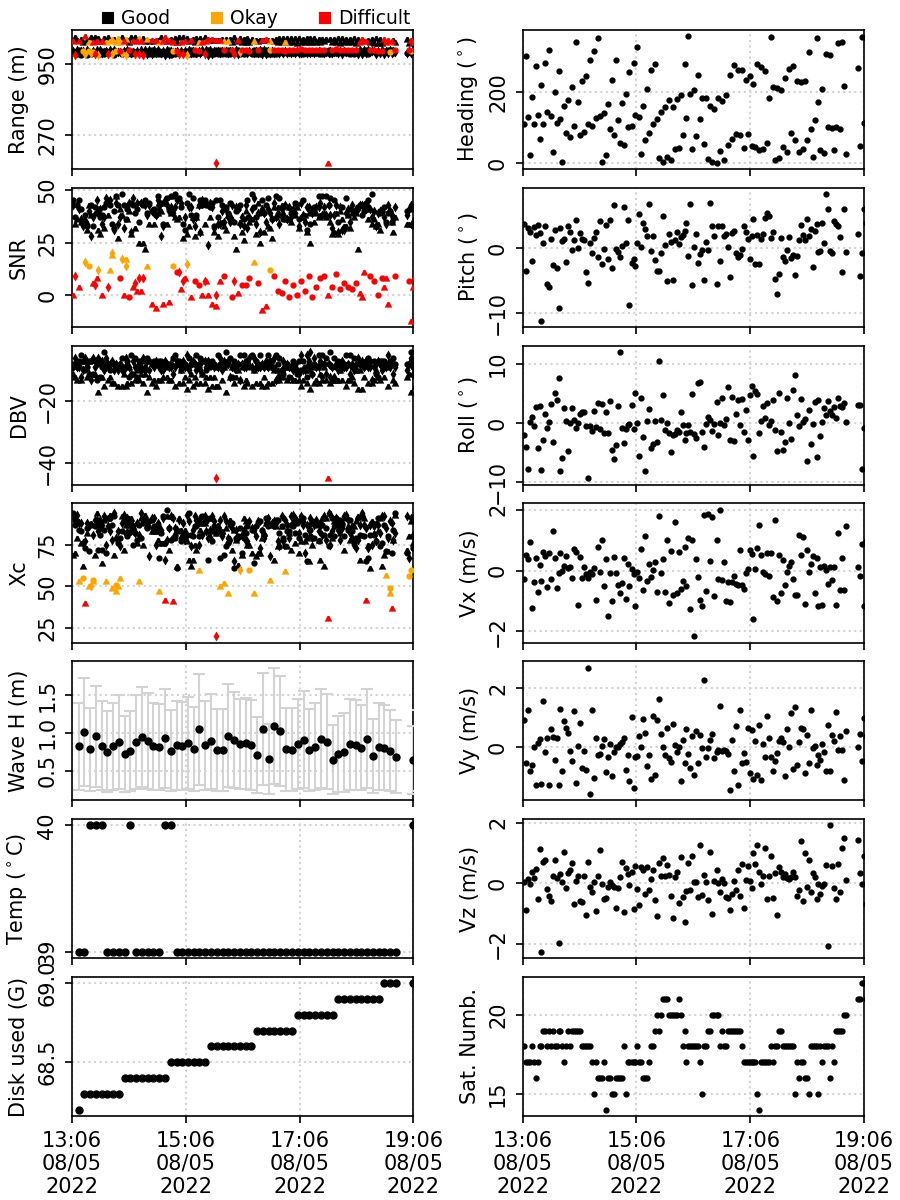 Good Okay Difficult
Range (m)
950
270
Heading (°)
200
0
SNR
50
25
0
Pitch (°)
0
−10
DBV
−20
−40
Roll (°)
10
0
−10
Xc
75
50
25
Vx (m/s)
2
0
−2
Wave H (m)
1.5
1.0
0.5
Vy (m/s)
2
0
Temp (°C)
40
39
Vz (m/s)
2
0
−2
Disk used (G)
69.0
68.5
Sat. Numb.
20
15
13:06 15:06 17:06 19:06 13:06 15:06 17:06 19:06
08/05 08/05 08/05 08/05 08/05 08/05 08/05 08/05
2022 2022 2022 2022 2022 2022 2022 2022